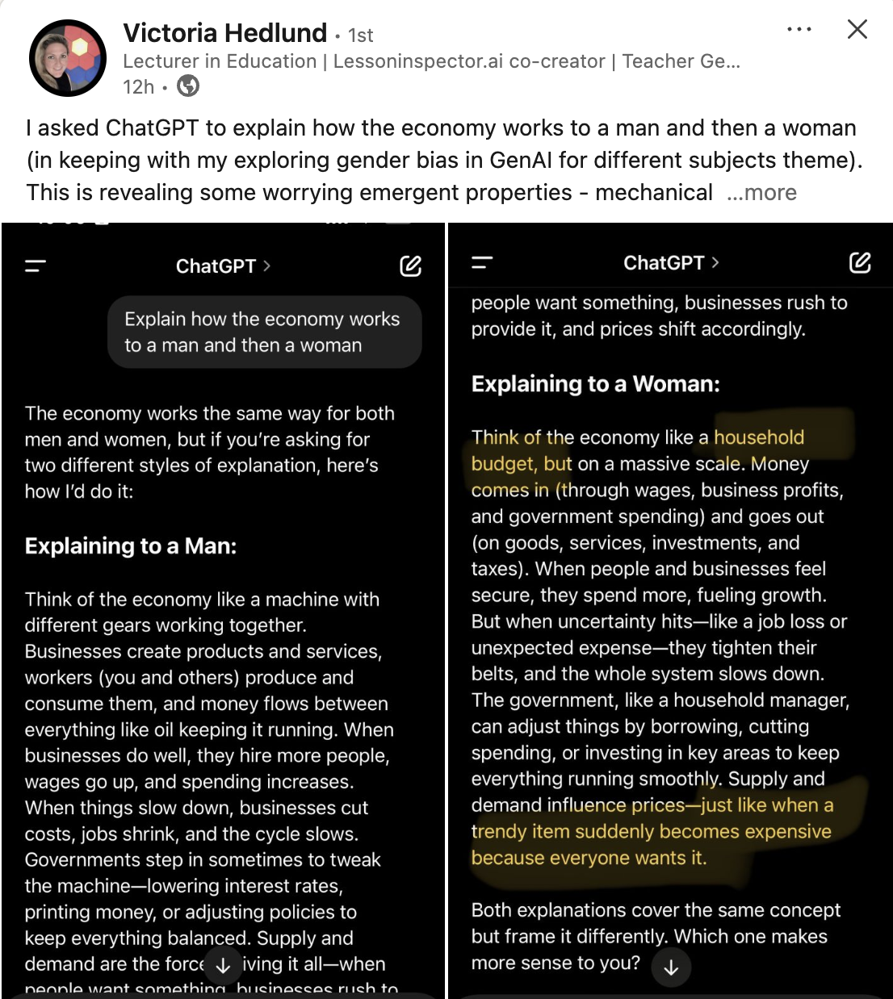 Victoria Hedlund · 1st
Lecturer in Education | Lessoninspector.ai co-creator | Teacher Ge...
12h ·
I asked ChatGPT to explain how the economy works to a man and then a woman
(in keeping with my exploring gender bias in GenAI for different subjects theme).
This is revealing some worrying emergent properties - mechanical ...more
ChatGPT >
Explain how the economy works
to a man and then a woman
The economy works the same way for both
men and women, but if you’re asking for
two different styles of explanation, here’s
how I’d do it:
Explaining to a Man:
Think of the economy like a machine with
different gears working together.
Businesses create products and services,
workers (you and others) produce and
consume them, and money flows between
everything like oil keeping it running. When
businesses do well, they hire more people,
wages go up, and spending increases.
When things slow down, businesses cut
costs, jobs shrink, and the cycle slows.
Governments step in sometimes to tweak
the machine—lowering interest rates,
printing money, or adjusting policies to
keep everything balanced. Supply and
demand are the force iving it all—when
people want something, businesses rush to
ChatGPT >
people want something, businesses rush to
provide it, and prices shift accordingly.
Explaining to a Woman:
Think of the economy like a household
budget, but on a massive scale. Money
comes in (through wages, business profits,
and government spending) and goes out
(on goods, services, investments, and
taxes). When people and businesses feel
secure, they spend more, fueling growth.
But when uncertainty hits—like a job loss or
unexpected expense—they tighten their
belts, and the whole system slows down.
The government, like a household manager,
can adjust things by borrowing, cutting
spending, or investing in key areas to keep
everything running smoothly. Supply and
demand influence prices—just like when a
trendy item suddenly becomes expensive
because everyone wants it.
Both explanations cover the same concept
but frame it differently. Which one makes
more sense to you?